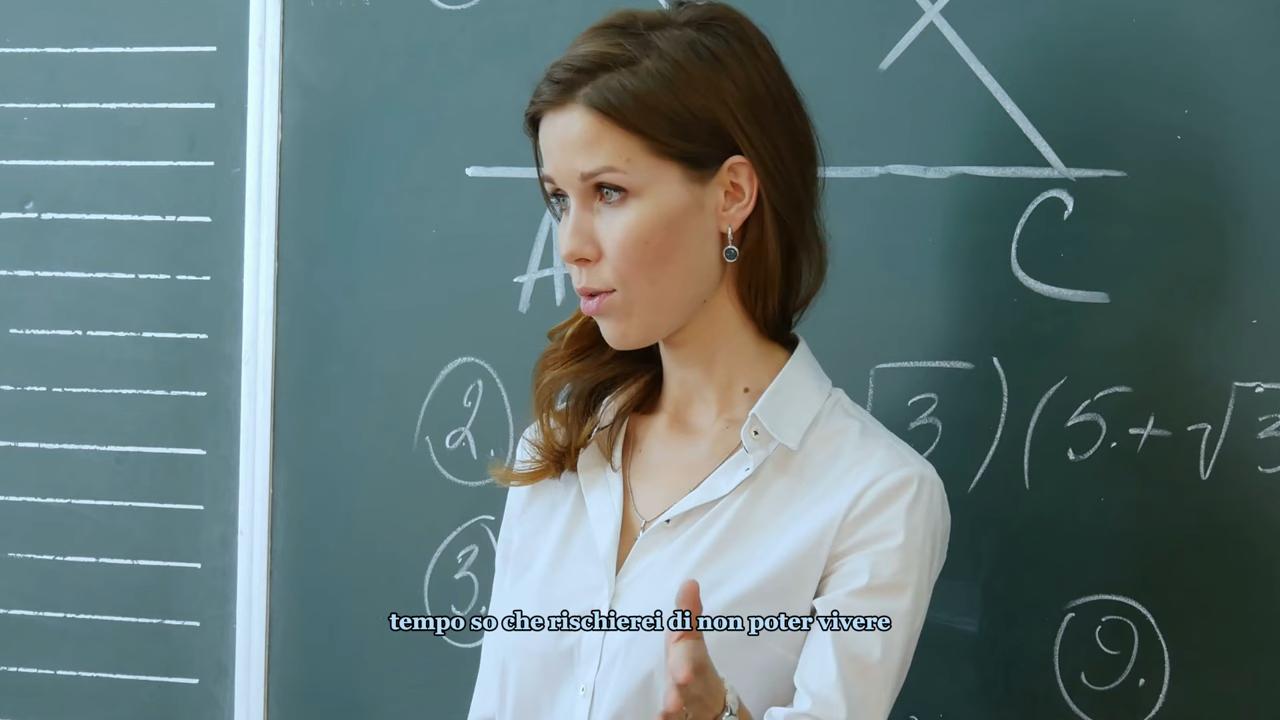 A
C
2.
3)(5.+√3
3.
tempo so che rischierei di non poter vivere
9.